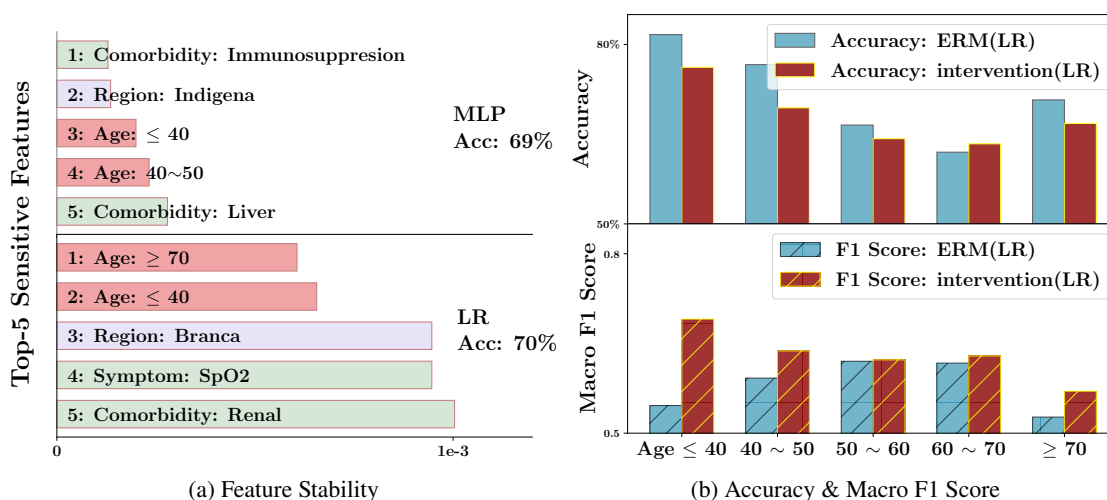 Top-5 Sensitive Features
1: Comorbidity: Immunosuppresion
2: Region: Indigena
3: Age: ≤ 40
4: Age: 40~50
5: Comorbidity: Liver
MLP
Acc: 69%
1: Age: ≥ 70
2: Age: ≤ 40
3: Region: Branca
4: Symptom: SpO2
5: Comorbidity: Renal
LR
Acc: 70%
0
1e-3
(a) Feature Stability
Accuracy
80%
50%
Accuracy: ERM(LR)
Accuracy: intervention(LR)
Macro F1 Score
0.8
0.5
F1 Score: ERM(LR)
F1 Score: intervention(LR)
Age ≤ 40
40 ~ 50
50 ~ 60
60 ~ 70
≥ 70
(b) Accuracy & Macro F1 Score